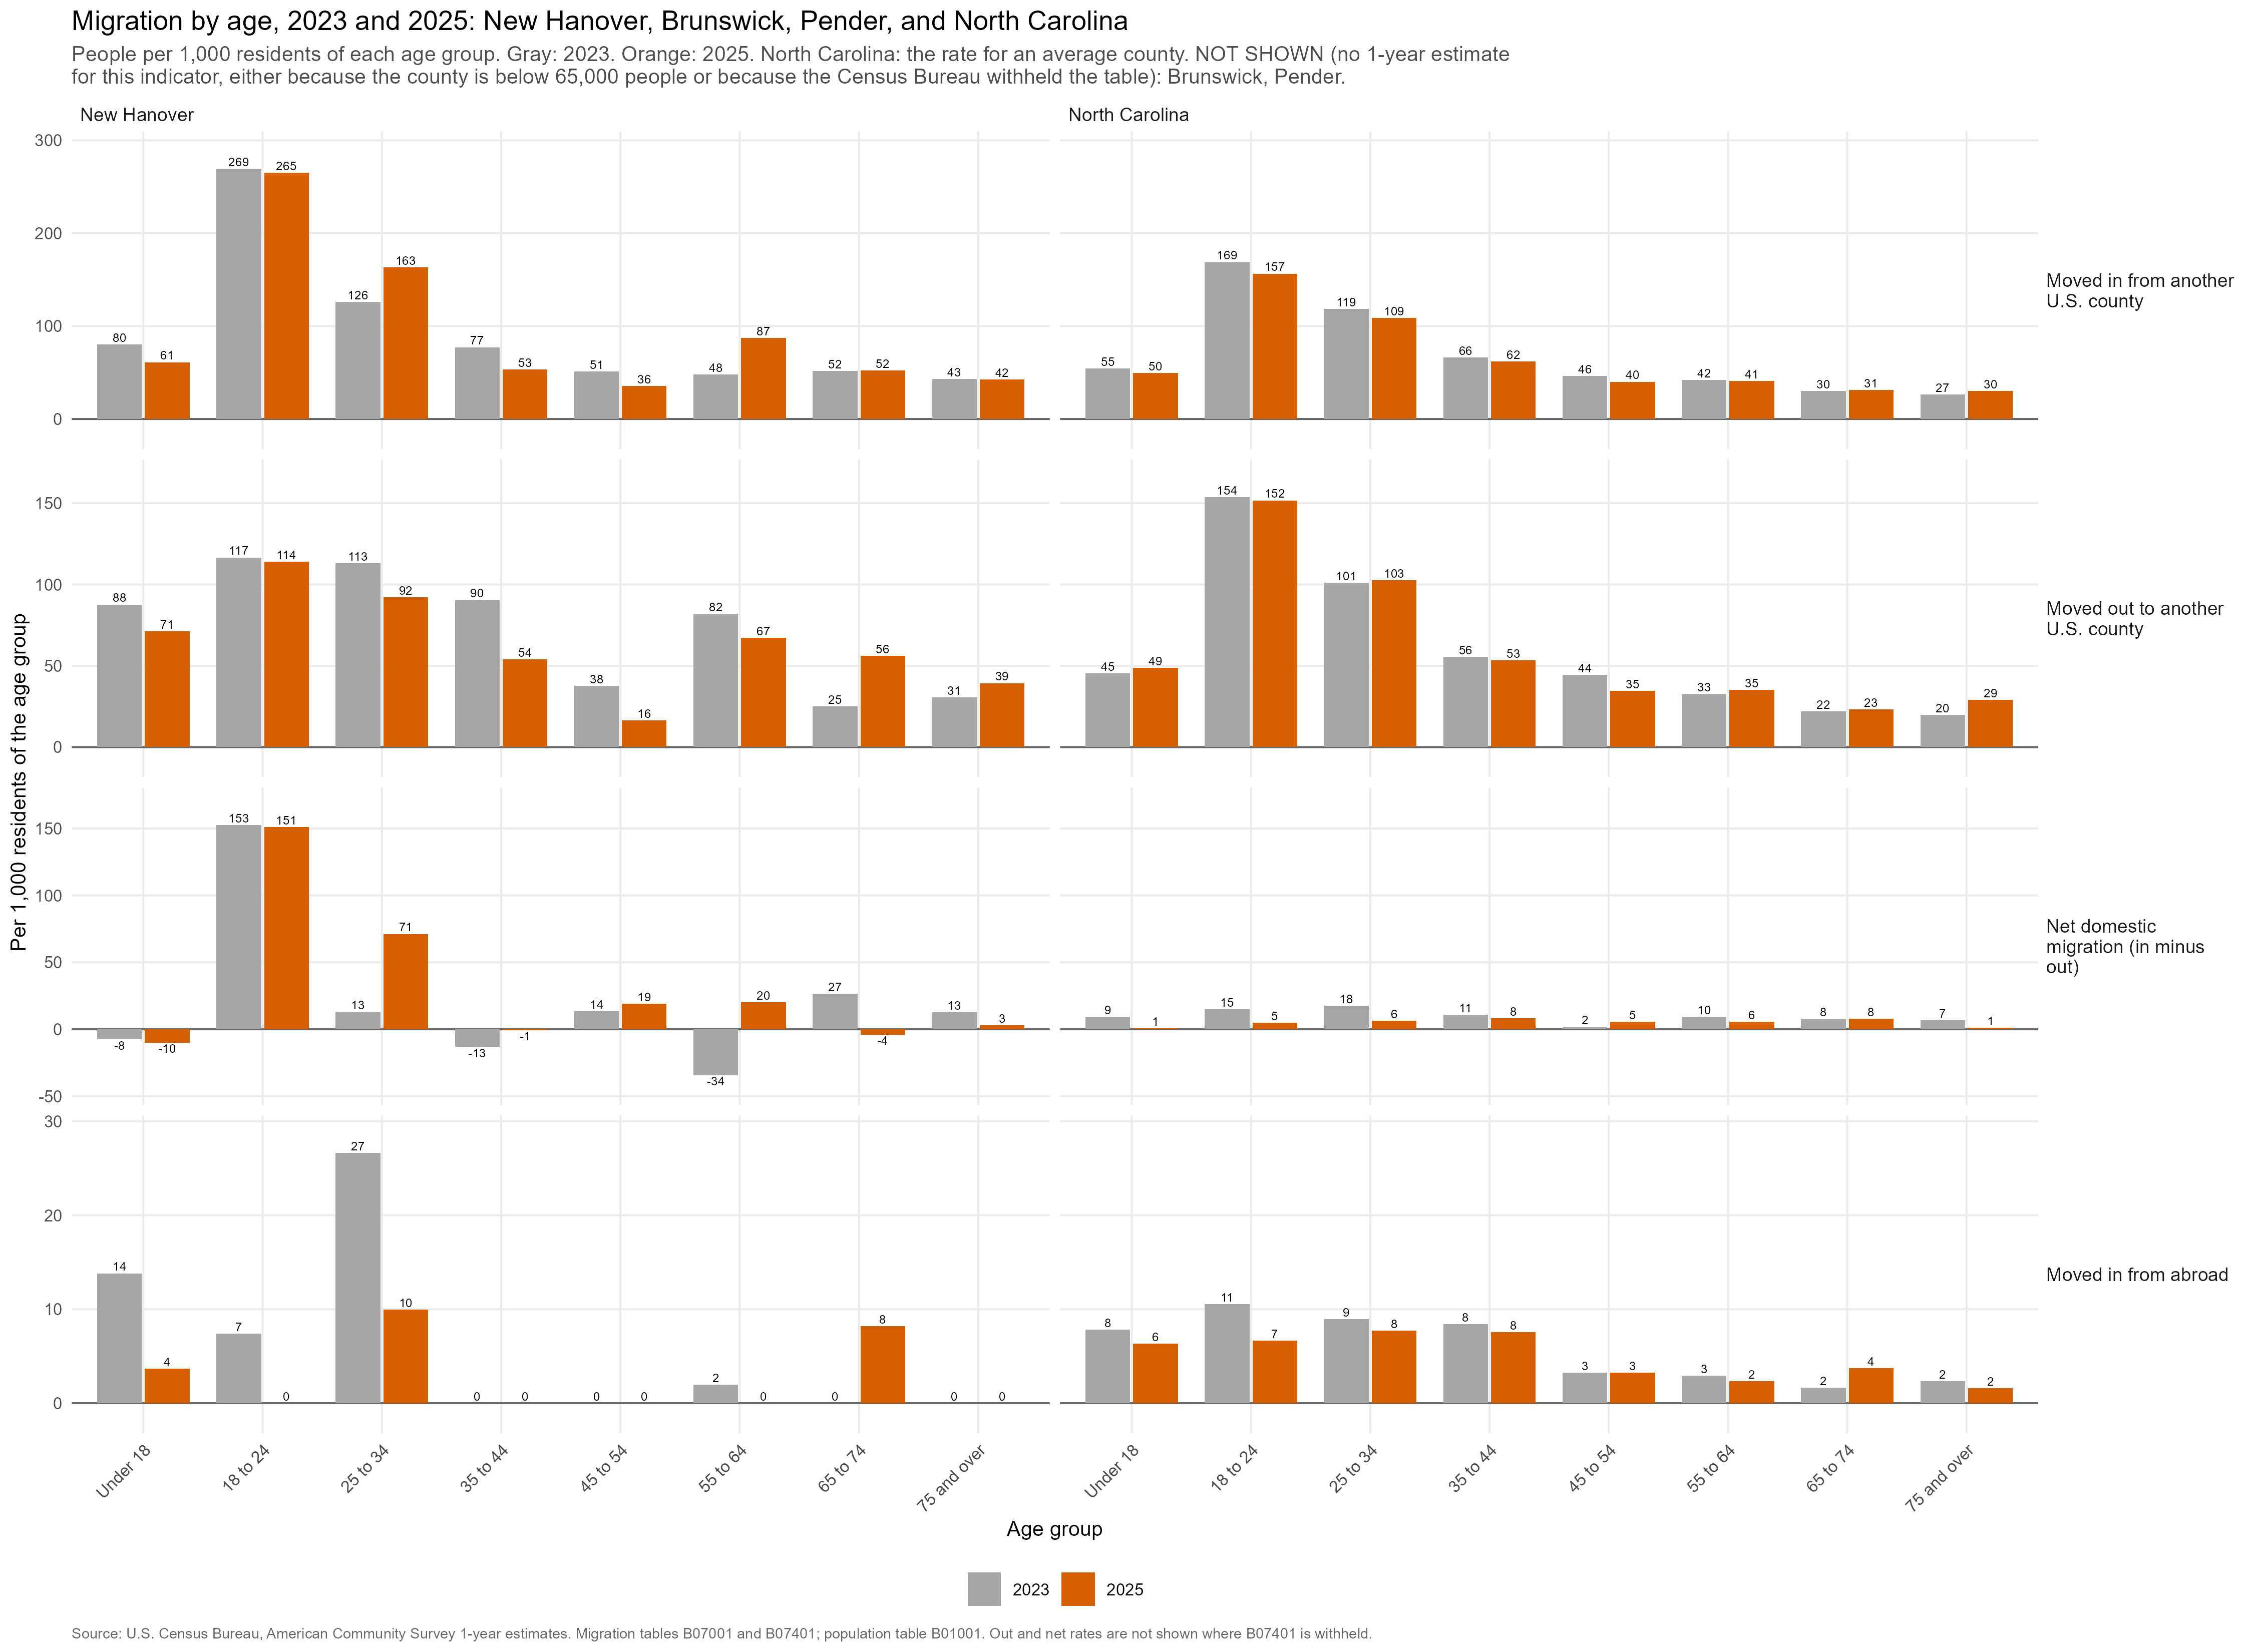 Migration by age, 2023 and 2025: New Hanover, Brunswick, Pender, and North Carolina
People per 1,000 residents of each age group. Gray: 2023. Orange: 2025. North Carolina: the rate for an average county. NOT SHOWN (no 1-year estimate
for this indicator, either because the county is below 65,000 people or because the Census Bureau withheld the table): Brunswick, Pender.
New Hanover
North Carolina
Per 1,000 residents of the age group
300
200
100
0
80 61 269 265 126 163 77 53 51 36 48 87 52 52 43 42
55 50 169 157 119 109 66 62 46 40 42 41 30 31 27 30
Moved in from another
U.S. county
150
100
50
0
88 71 117 114 113 92 90 54 38 16 82 67 25 56 31 39
45 49 154 152 101 103 56 53 44 35 33 35 22 23 20 29
Moved out to another
U.S. county
150
100
50
0
-50
-8 -10 153 151 13 71 -13 -1 14 19 -34 20 27 -4 13 3
9 1 15 5 18 6 11 8 2 5 10 6 8 8 7 1
Net domestic
migration (in minus
out)
30
20
10
0
14 4 7 0 27 10 0 0 0 0 2 0 0 8 0 0
8 6 11 7 9 8 8 8 3 3 3 2 2 4 2 2
Moved in from abroad
Under 18 18 to 24 25 to 34 35 to 44 45 to 54 55 to 64 65 to 74 75 and over
Under 18 18 to 24 25 to 34 35 to 44 45 to 54 55 to 64 65 to 74 75 and over
Age group
2023 2025
Source: U.S. Census Bureau, American Community Survey 1-year estimates. Migration tables B07001 and B07401; population table B01001. Out and net rates are not shown where B07401 is withheld.